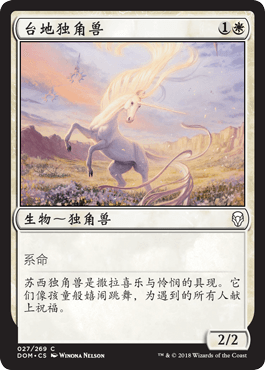 台地独角兽 1
生物～独角兽
系命
苏西独角兽是撒拉喜乐与怜悯的具现。它
们像孩童般嬉闹跳舞，为遇到的所有人献
上祝福。
2/2
027/269 C
DOM • CS Winona Nelson
™ & © 2018 Wizards of the Coast